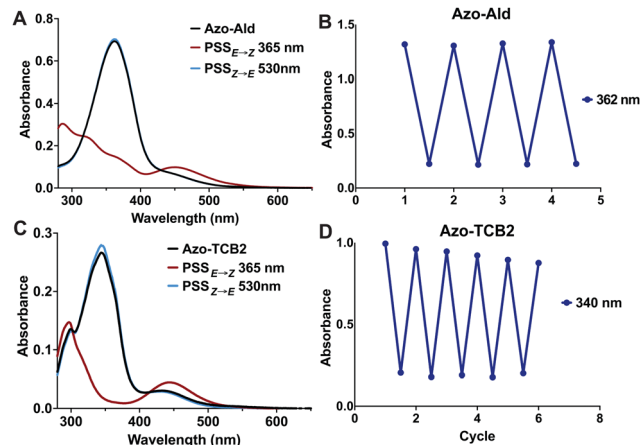 A
Absorbance
0.8
0.6
0.4
0.2
0.0
300
400
500
600
Wavelength (nm)
Azo-Ald
PSS E→Z 365 nm
PSS Z→E 530nm
B
Azo-Ald
Absorbance
1.5
1.0
0.5
0.0
0
1
2
3
4
5
362 nm
C
Absorbance
0.3
0.2
0.1
0.0
300
400
500
600
Wavelength (nm)
Azo-TCB2
PSS E→Z 365 nm
PSS Z→E 530nm
D
Azo-TCB2
Absorbance
1.0
0.5
0.0
0
2
4
6
8
Cycle
340 nm